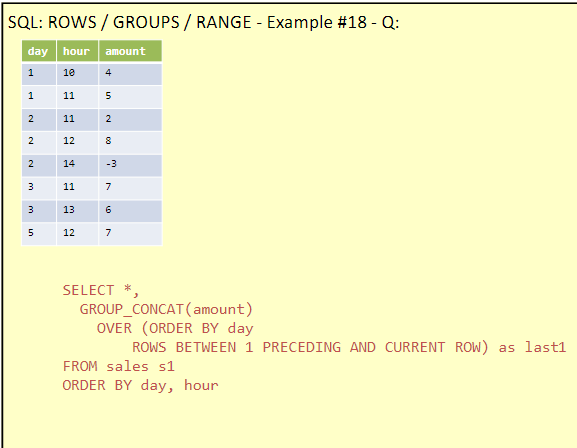 SQL: ROWS / GROUPS / RANGE - Example #18 - Q:
day hour amount
1 10 4
1 11 5
2 11 2
2 12 8
2 14 -3
3 11 7
3 13 6
5 12 7
SELECT *,
GROUP_CONCAT(amount)
OVER (ORDER BY day
ROWS BETWEEN 1 PRECEDING AND CURRENT ROW) as last1
FROM sales s1
ORDER BY day, hour